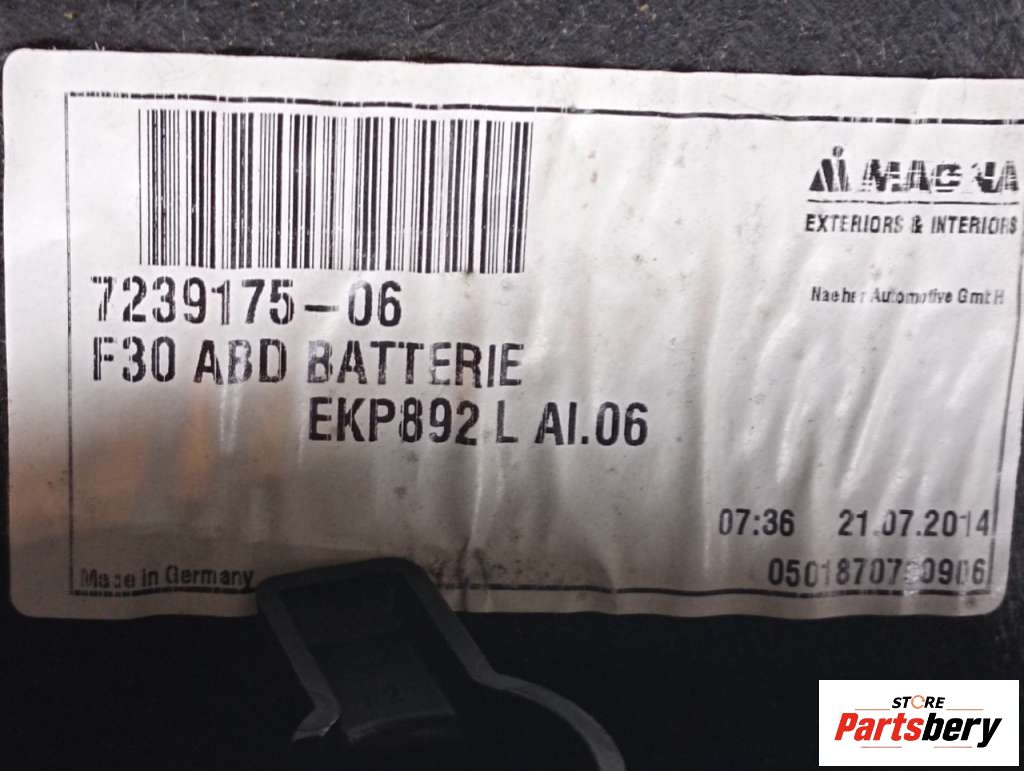 MAGNA
EXTERIORS & INTERIORS
Naeher Automotive GmbH
7239175-06
F30 ABD BATTERIE
EKP892 L AI.06
07:36 21.07.2014
Made in Germany
STORE
Partsbery